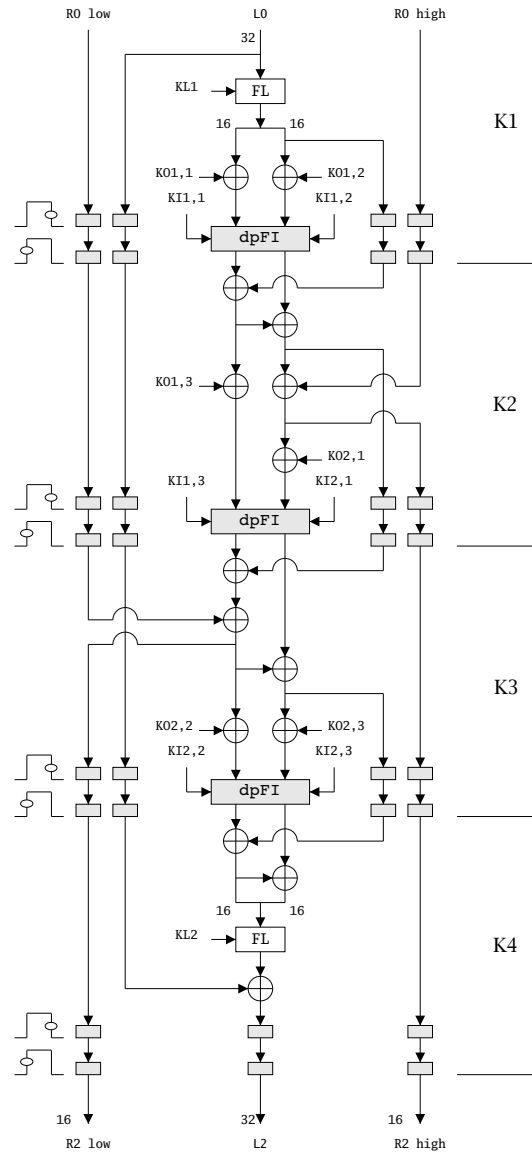 R0 low L0 R0 high
32
KL1 FL
16 16
K1
KO1,1 KO1,2
KI1,1 KI1,2
dpFI
KO1,3
K2
KO2,1
KI1,3 KI2,1
dpFI
K3
KO2,2 KO2,3
KI2,2 KI2,3
dpFI
16 16
KL2 FL
K4
16 32 16
R2 low L2 R2 high